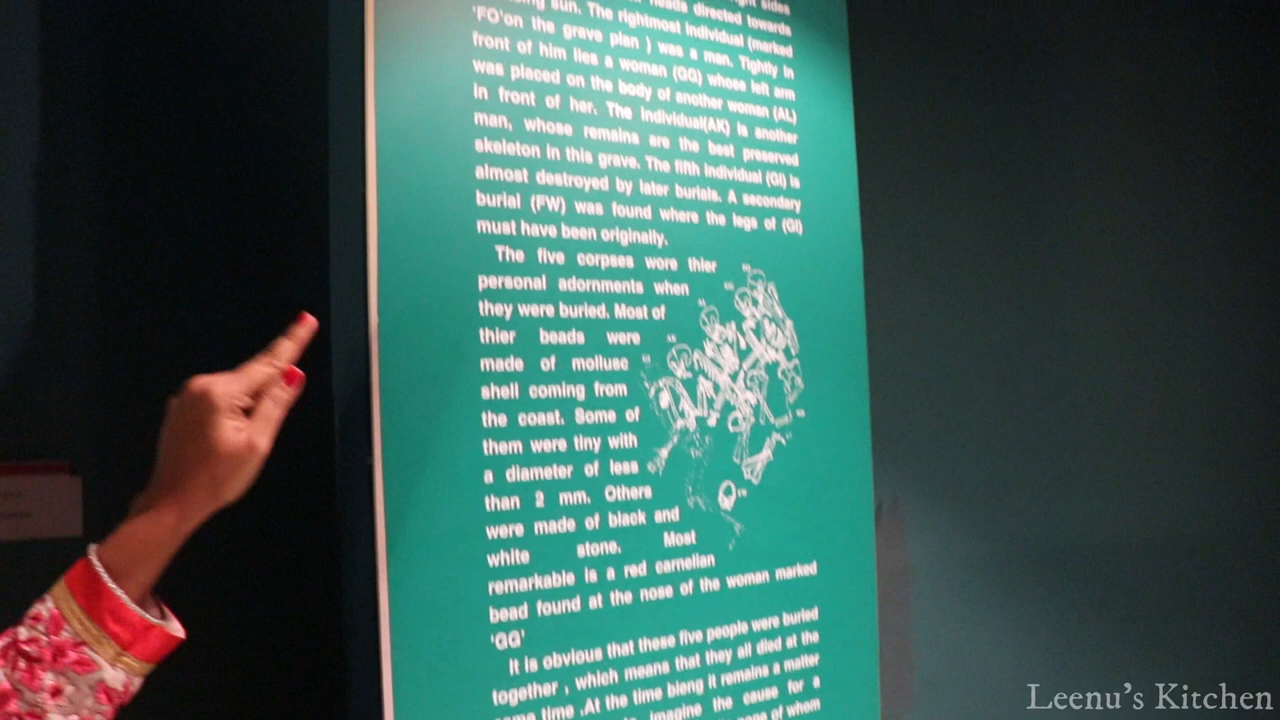 right sides
sun. The heads directed towards
'FO'on the grave plan ) was a man. Tightly in
front of him lies a woman (GG) whose left arm
was placed on the body of another woman (AL)
in front of her. The individual(AK) is another
man, whose remains are the best preserved
skeleton in this grave. The fifth individual (GI) is
almost destroyed by later burials. A secondary
burial (FW) was found where the legs of (GI)
must have been originally.
The five corpses wore thier
personal adornments when
they were buried. Most of
thier beads were
made of mollusc
shell coming from
the coast. Some of
them were tiny with
a diameter of less
than 2 mm. Others
were made of black and
white stone. Most
remarkable is a red carnelian
bead found at the nose of the woman marked
'GG'
It is obvious that these five people were buried
together , which means that they all died at the
same time .At the time bieng it remains a matter
imagine the cause for a
none of whom
Leenu's Kitchen